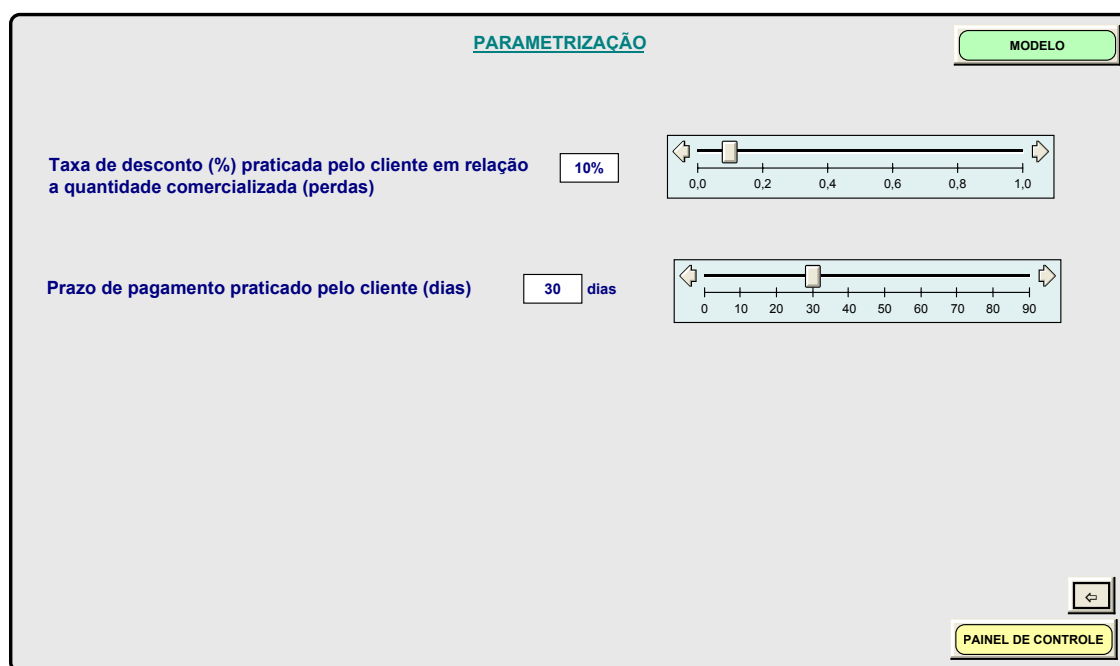 PARAMETRIZAÇÃO
MODELO
Taxa de desconto (%) praticada pelo cliente em relação
a quantidade comercializada (perdas)
10%
0,0 0,2 0,4 0,6 0,8 1,0
Prazo de pagamento praticado pelo cliente (dias)
30 dias
0 10 20 30 40 50 60 70 80 90
PAINEL DE CONTROLE